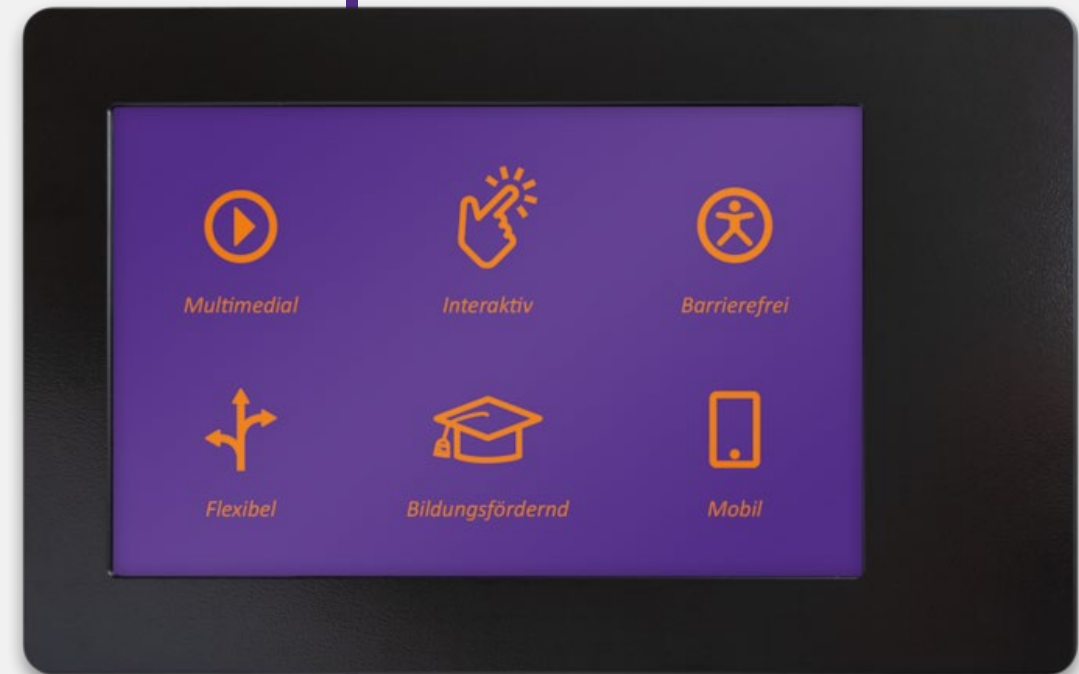 Multimedial
Interaktiv
Barrierefrei
Flexibel
Bildungsfördernd
Mobil